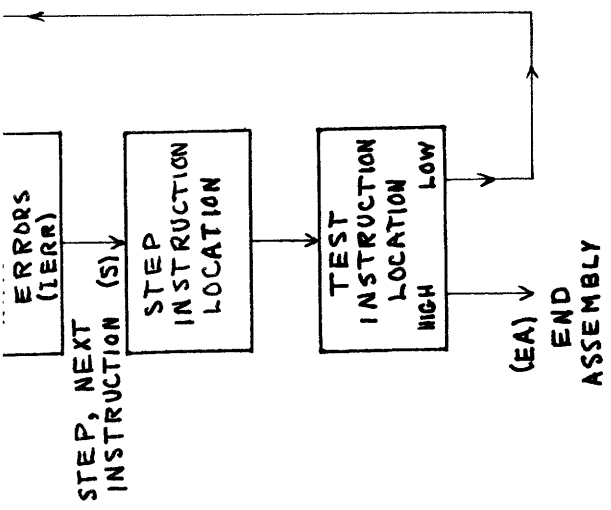 ERRORS
(IERR)
STEP, NEXT
INSTRUCTION (S)
STEP
INSTRUCTION
LOCATION
TEST
INSTRUCTION
LOCATION
HIGH LOW
(EA)
END
ASSEMBLY